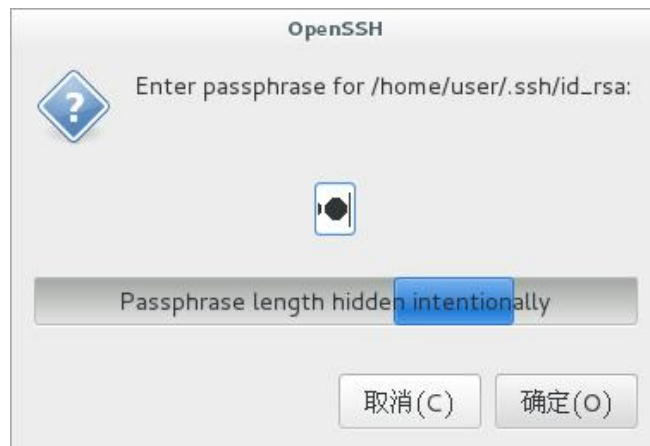 OpenSSH
Enter passphrase for /home/user/.ssh/id_rsa:
Passphrase length hidden intentionally
取消(C) 确定(O)